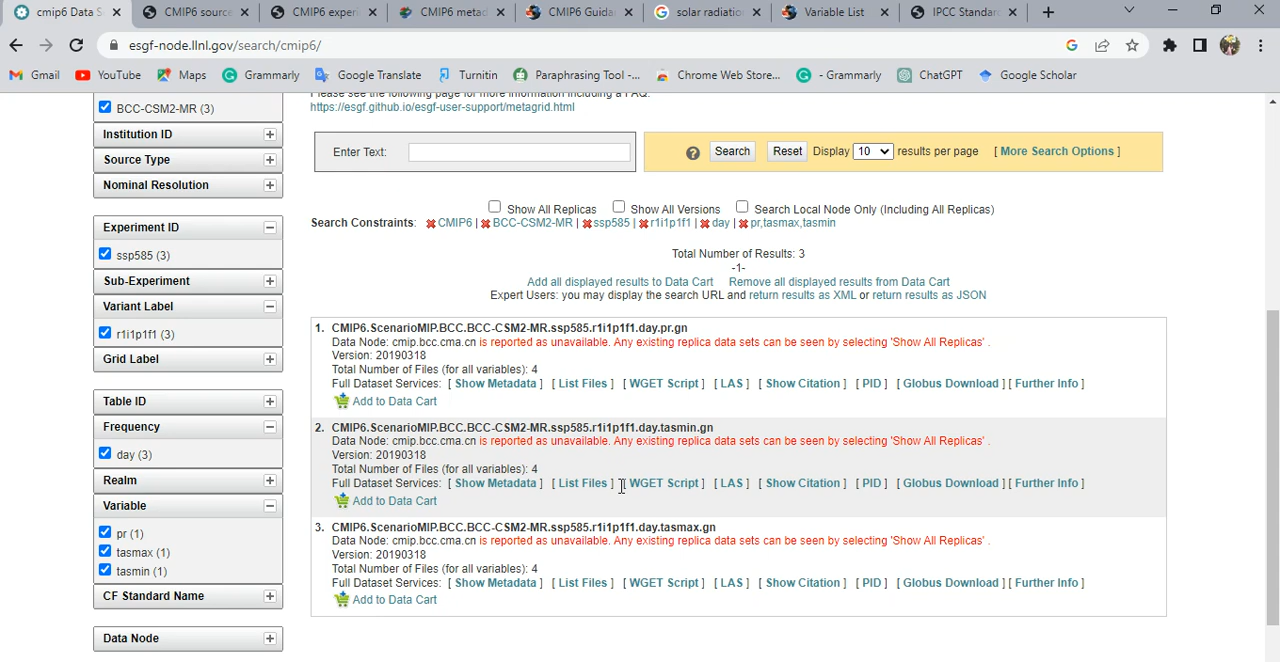 cmip6 Data S
CMIP6 source
CMIP6 experi
CMIP6 metad
CMIP6 Guida
solar radiatio
Variable List
IPCC Standar
esgf-node.llnl.gov/search/cmip6/
Gmail
YouTube
Maps
Grammarly
Google Translate
Turnitin
Paraphrasing Tool -...
Chrome Web Store...
- Grammarly
ChatGPT
Google Scholar
Please see the following page for more information including a FAQ:
https://esgf.github.io/esgf-user-support/metagrid.html
BCC-CSM2-MR (3)
Institution ID
Source Type
Nominal Resolution
Experiment ID
ssp585 (3)
Sub-Experiment
Variant Label
r1i1p1f1 (3)
Grid Label
Table ID
Frequency
day (3)
Realm
Variable
pr (1)
tasmax (1)
tasmin (1)
CF Standard Name
Data Node
Enter Text:
? Search Reset Display 10 results per page [ More Search Options ]
Show All Replicas Show All Versions Search Local Node Only (Including All Replicas)
Search Constraints: CMIP6 | BCC-CSM2-MR | ssp585 | r1i1p1f1 | day | pr,tasmax,tasmin
Total Number of Results: 3
-1-
Add all displayed results to Data Cart Remove all displayed results from Data Cart
Expert Users: you may display the search URL and return results as XML or return results as JSON
1. CMIP6.ScenarioMIP.BCC.BCC-CSM2-MR.ssp585.r1i1p1f1.day.pr.gn
Data Node: cmip.bcc.cma.cn is reported as unavailable. Any existing replica data sets can be seen by selecting 'Show All Replicas' .
Version: 20190318
Total Number of Files (for all variables): 4
Full Dataset Services: [ Show Metadata ] [ List Files ] [ WGET Script ] [ LAS ] [ Show Citation ] [ PID ] [ Globus Download ] [ Further Info ]
Add to Data Cart
2. CMIP6.ScenarioMIP.BCC.BCC-CSM2-MR.ssp585.r1i1p1f1.day.tasmin.gn
Data Node: cmip.bcc.cma.cn is reported as unavailable. Any existing replica data sets can be seen by selecting 'Show All Replicas' .
Version: 20190318
Total Number of Files (for all variables): 4
Full Dataset Services: [ Show Metadata ] [ List Files ] [ WGET Script ] [ LAS ] [ Show Citation ] [ PID ] [ Globus Download ] [ Further Info ]
Add to Data Cart
3. CMIP6.ScenarioMIP.BCC.BCC-CSM2-MR.ssp585.r1i1p1f1.day.tasmax.gn
Data Node: cmip.bcc.cma.cn is reported as unavailable. Any existing replica data sets can be seen by selecting 'Show All Replicas' .
Version: 20190318
Total Number of Files (for all variables): 4
Full Dataset Services: [ Show Metadata ] [ List Files ] [ WGET Script ] [ LAS ] [ Show Citation ] [ PID ] [ Globus Download ] [ Further Info ]
Add to Data Cart